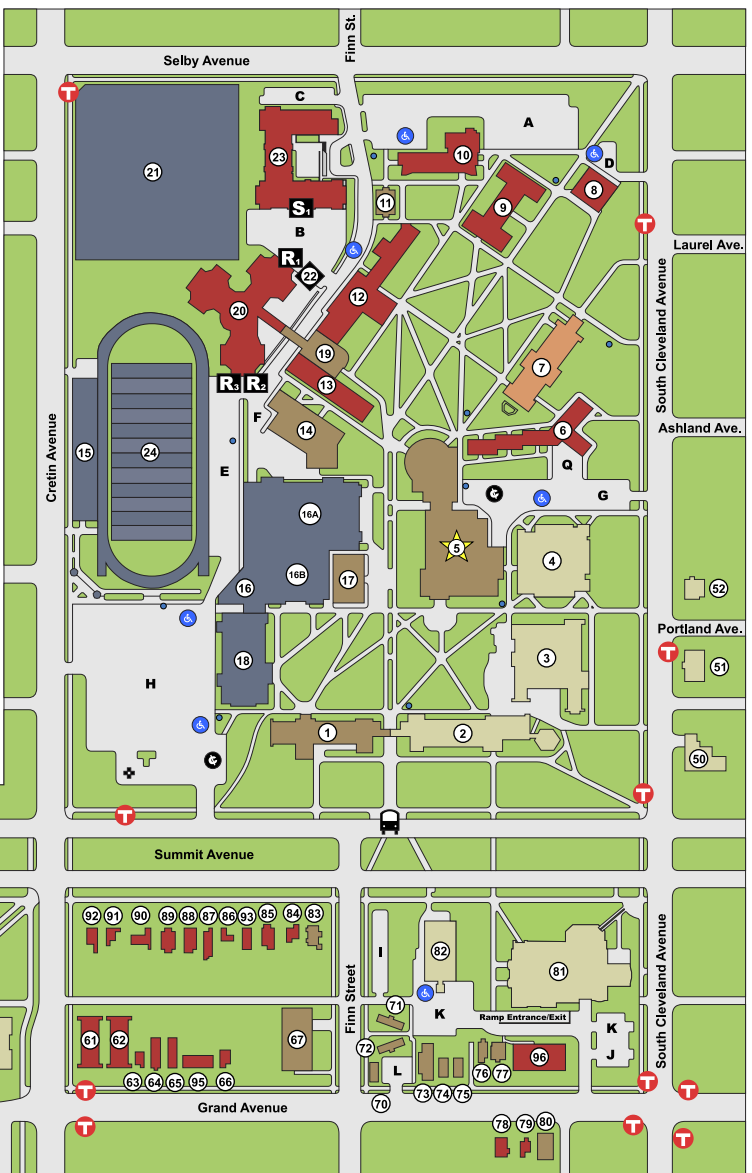 Finn St.
Selby Avenue
T
C
A
21
23
10
D
8
11
9
S1
B
T
Laurel Ave.
R1
22
12
20
19
7
South Cleveland Avenue
13
R3
R2
F
14
6
Ashland Ave.
Cretin Avenue
15
24
E
Q
G
16A
5
4
16B
16
17
52
Portland Ave.
T
H
18
3
51
1
2
50
T
T
Summit Avenue
92
91
90
89
88
87
86
93
85
84
83
I
82
81
South Cleveland Avenue
Finn Street
71
K
Ramp Entrance/Exit
K
J
61
62
67
72
L
96
63
64
65
95
66
70
73
74
75
76
77
T
T
T
Grand Avenue
T
78
79
80
T
T